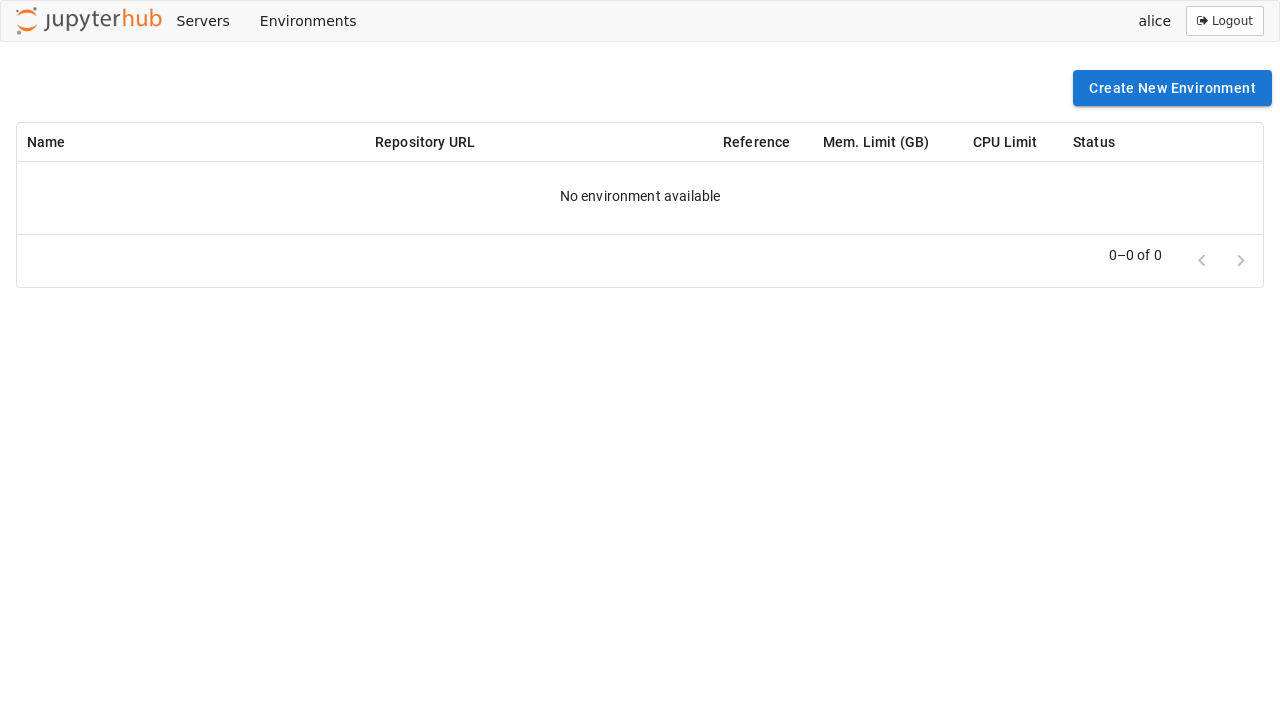 jupyterhub Servers Environments alice Logout
Create New Environment
Name Repository URL Reference Mem. Limit (GB) CPU Limit Status
No environment available
0–0 of 0